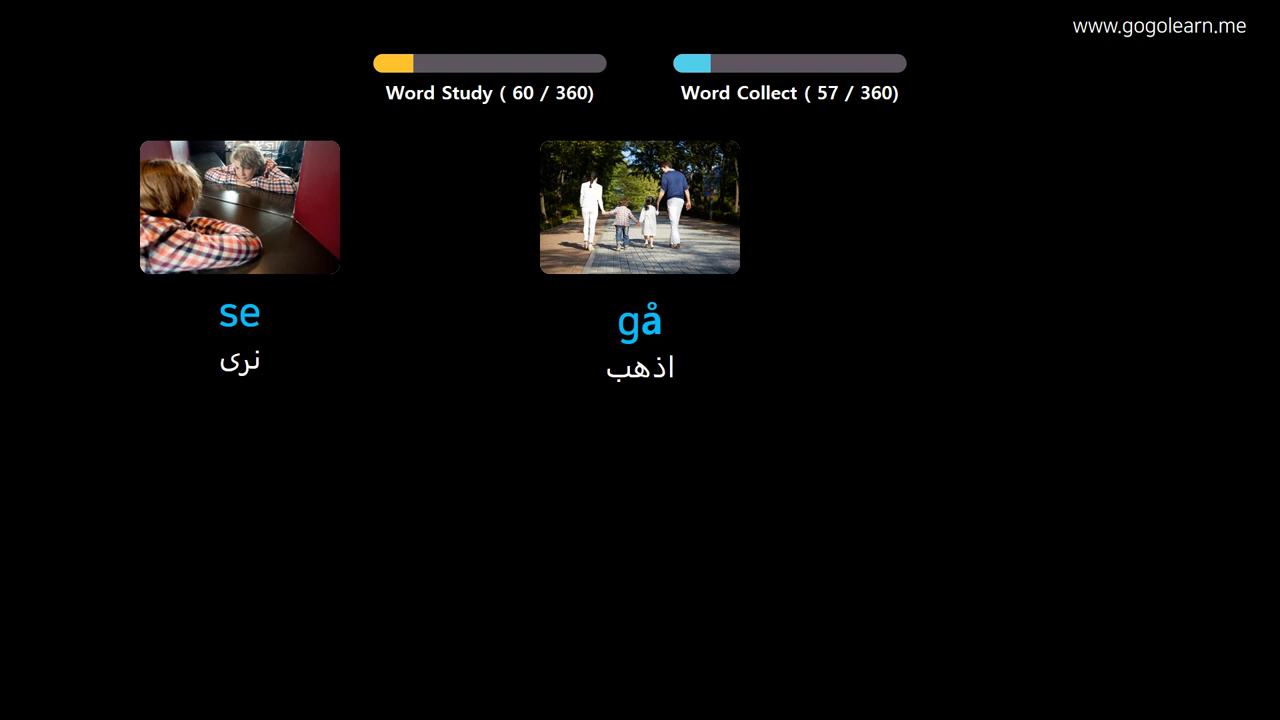 www.gogolearn.me
Word Study ( 60 / 360)
Word Collect ( 57 / 360)
se
نرى
gå
اذهب